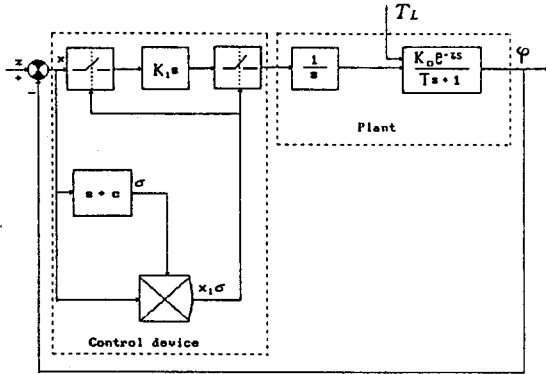 T_L
z
+
−
x
K₁s
1/s
K₀e^{-τs}
Ts + 1
φ
Plant
s + c
σ
x₁σ
Control device